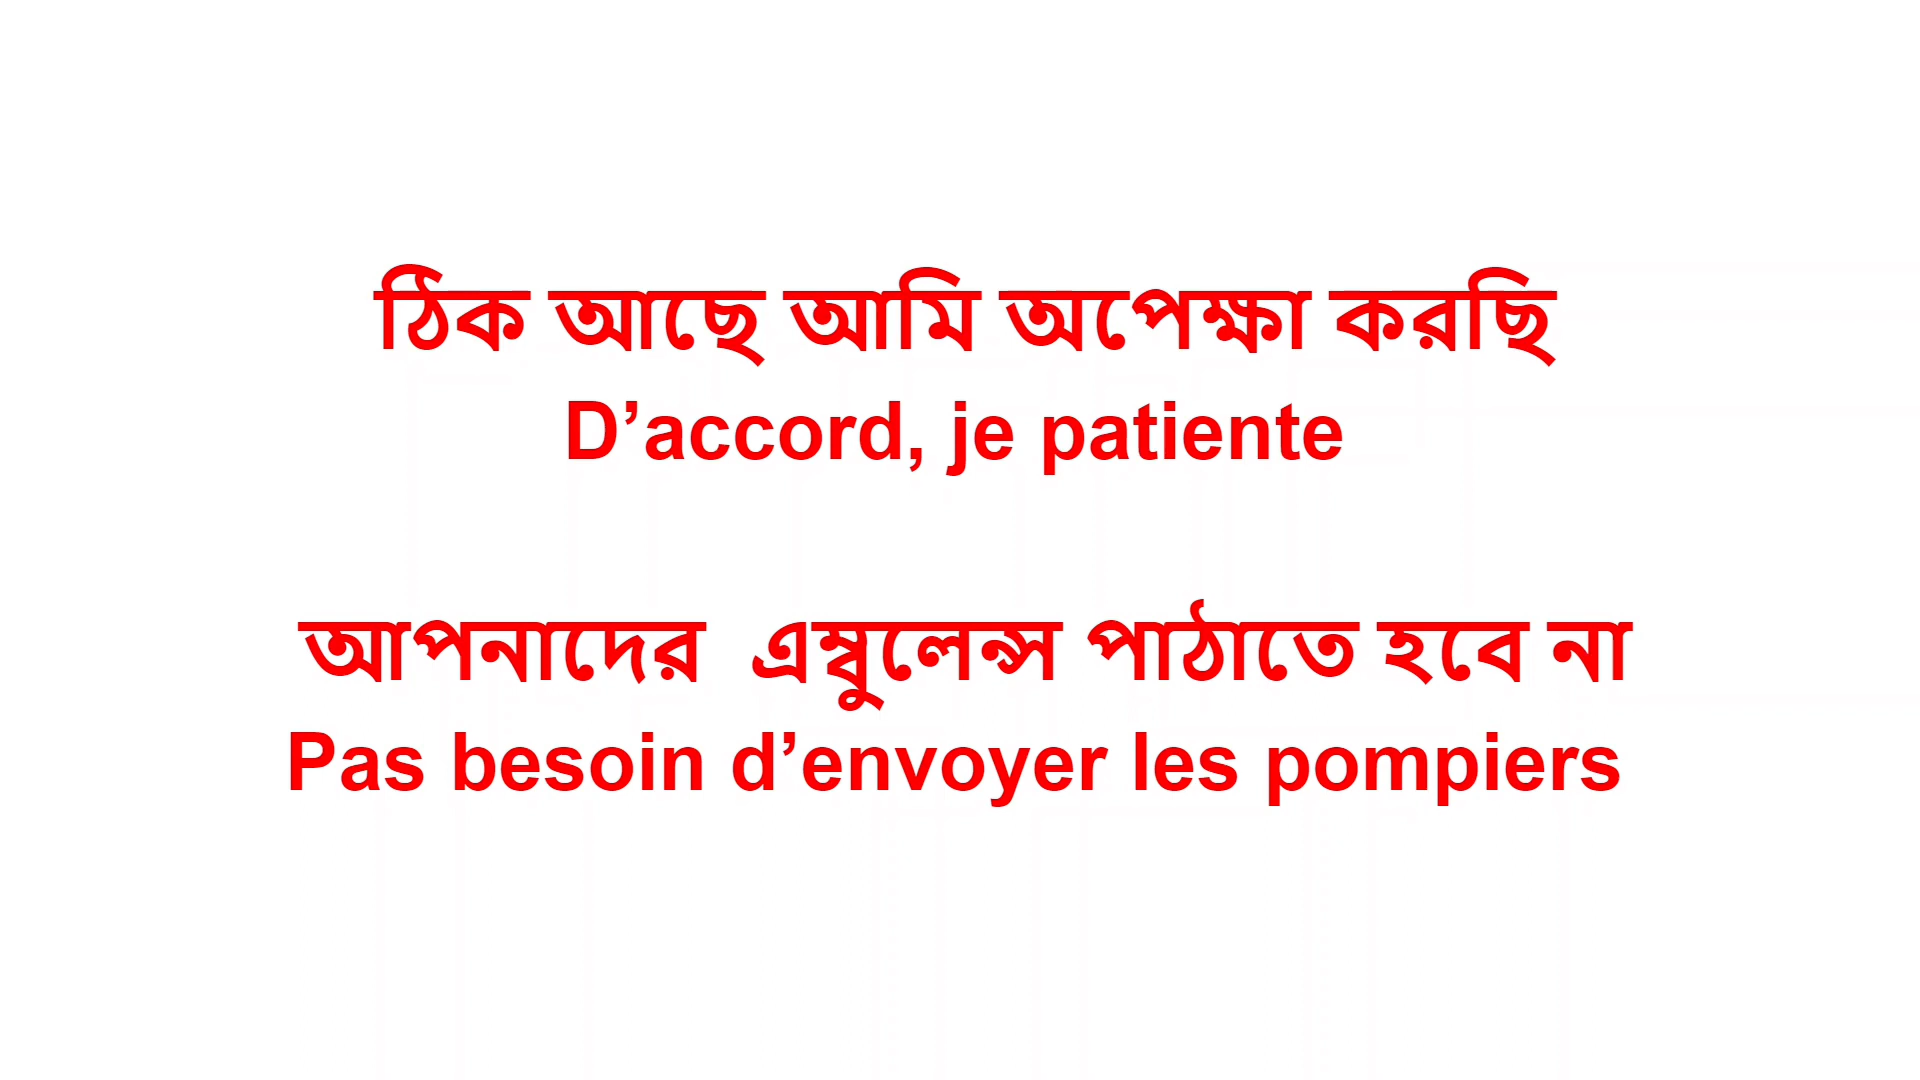 ঠিক আছে আমি অপেক্ষা করছি
D’accord, je patiente
আপনাদের এম্বুলেন্স পাঠাতে হবে না
Pas besoin d’envoyer les pompiers